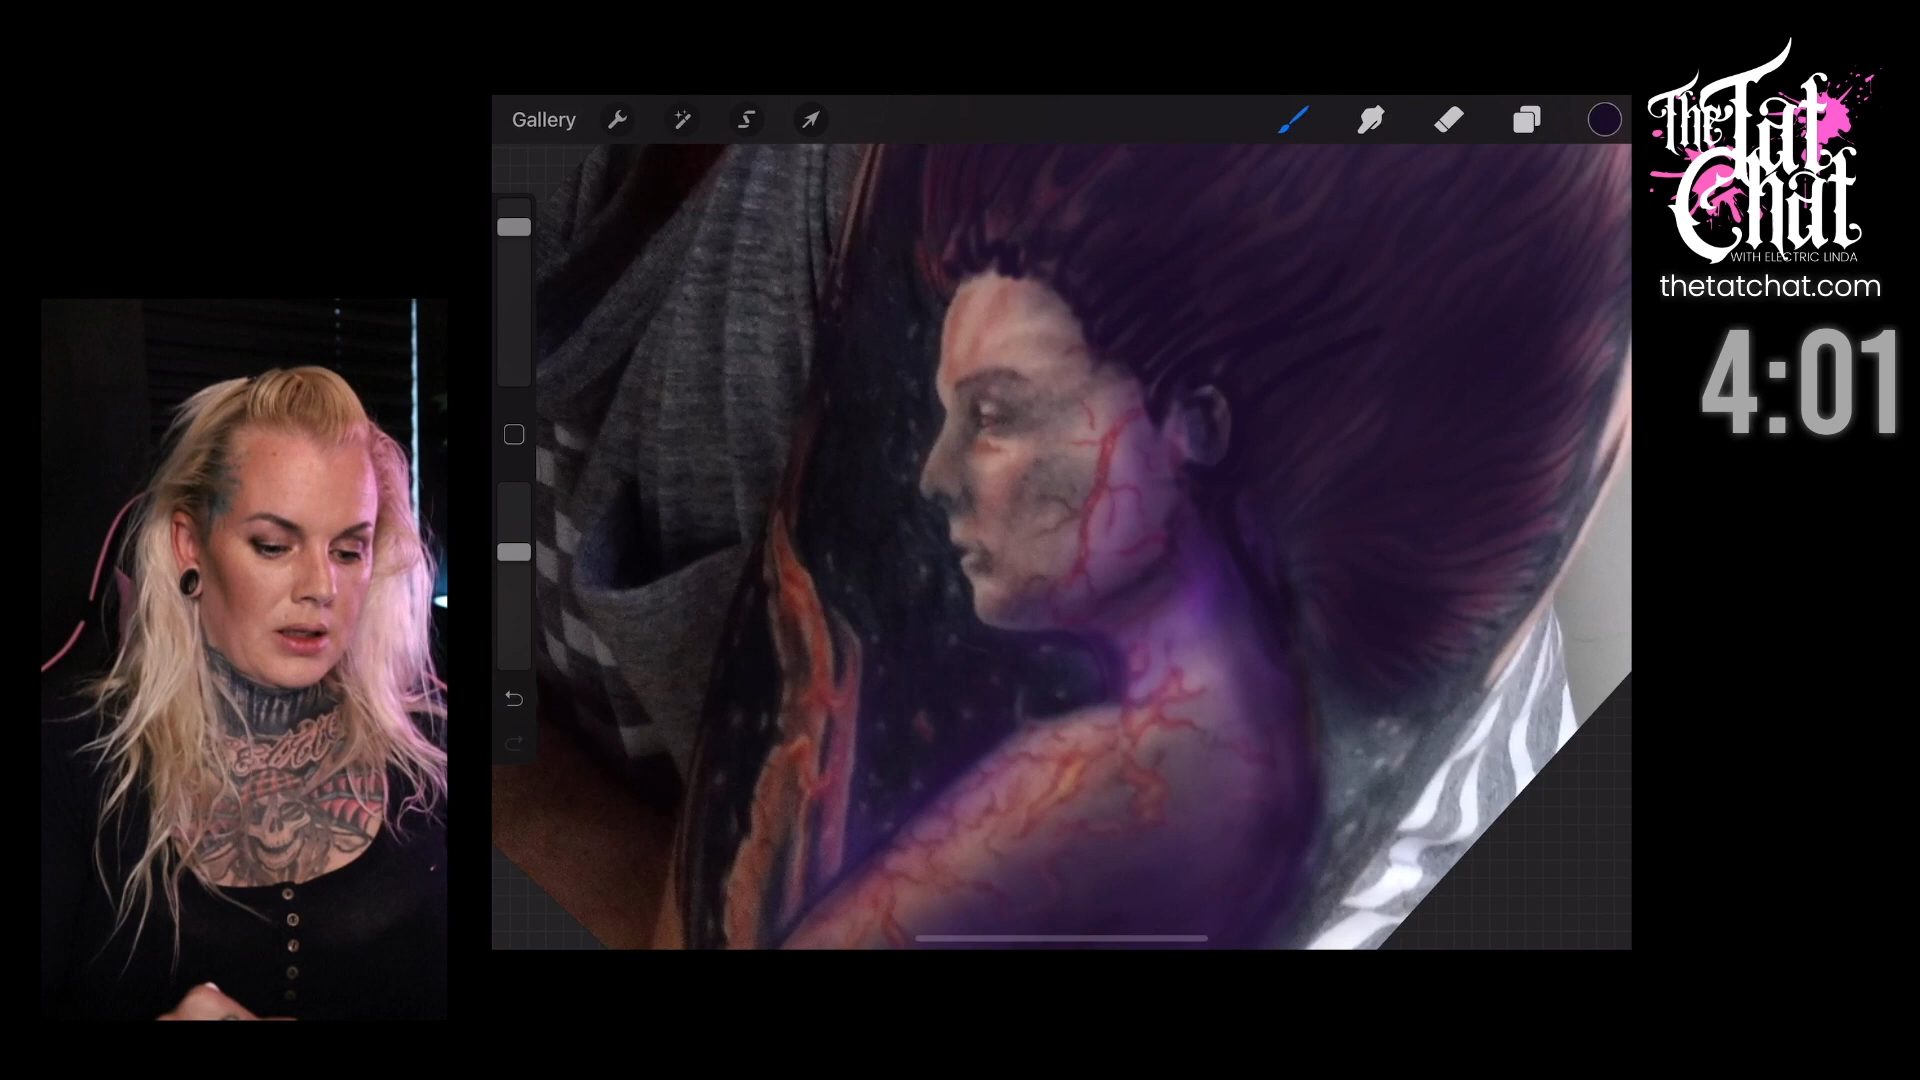 Gallery
The Tat
Chat
WITH ELECTRIC LINDA
thetatchat.com
4:01